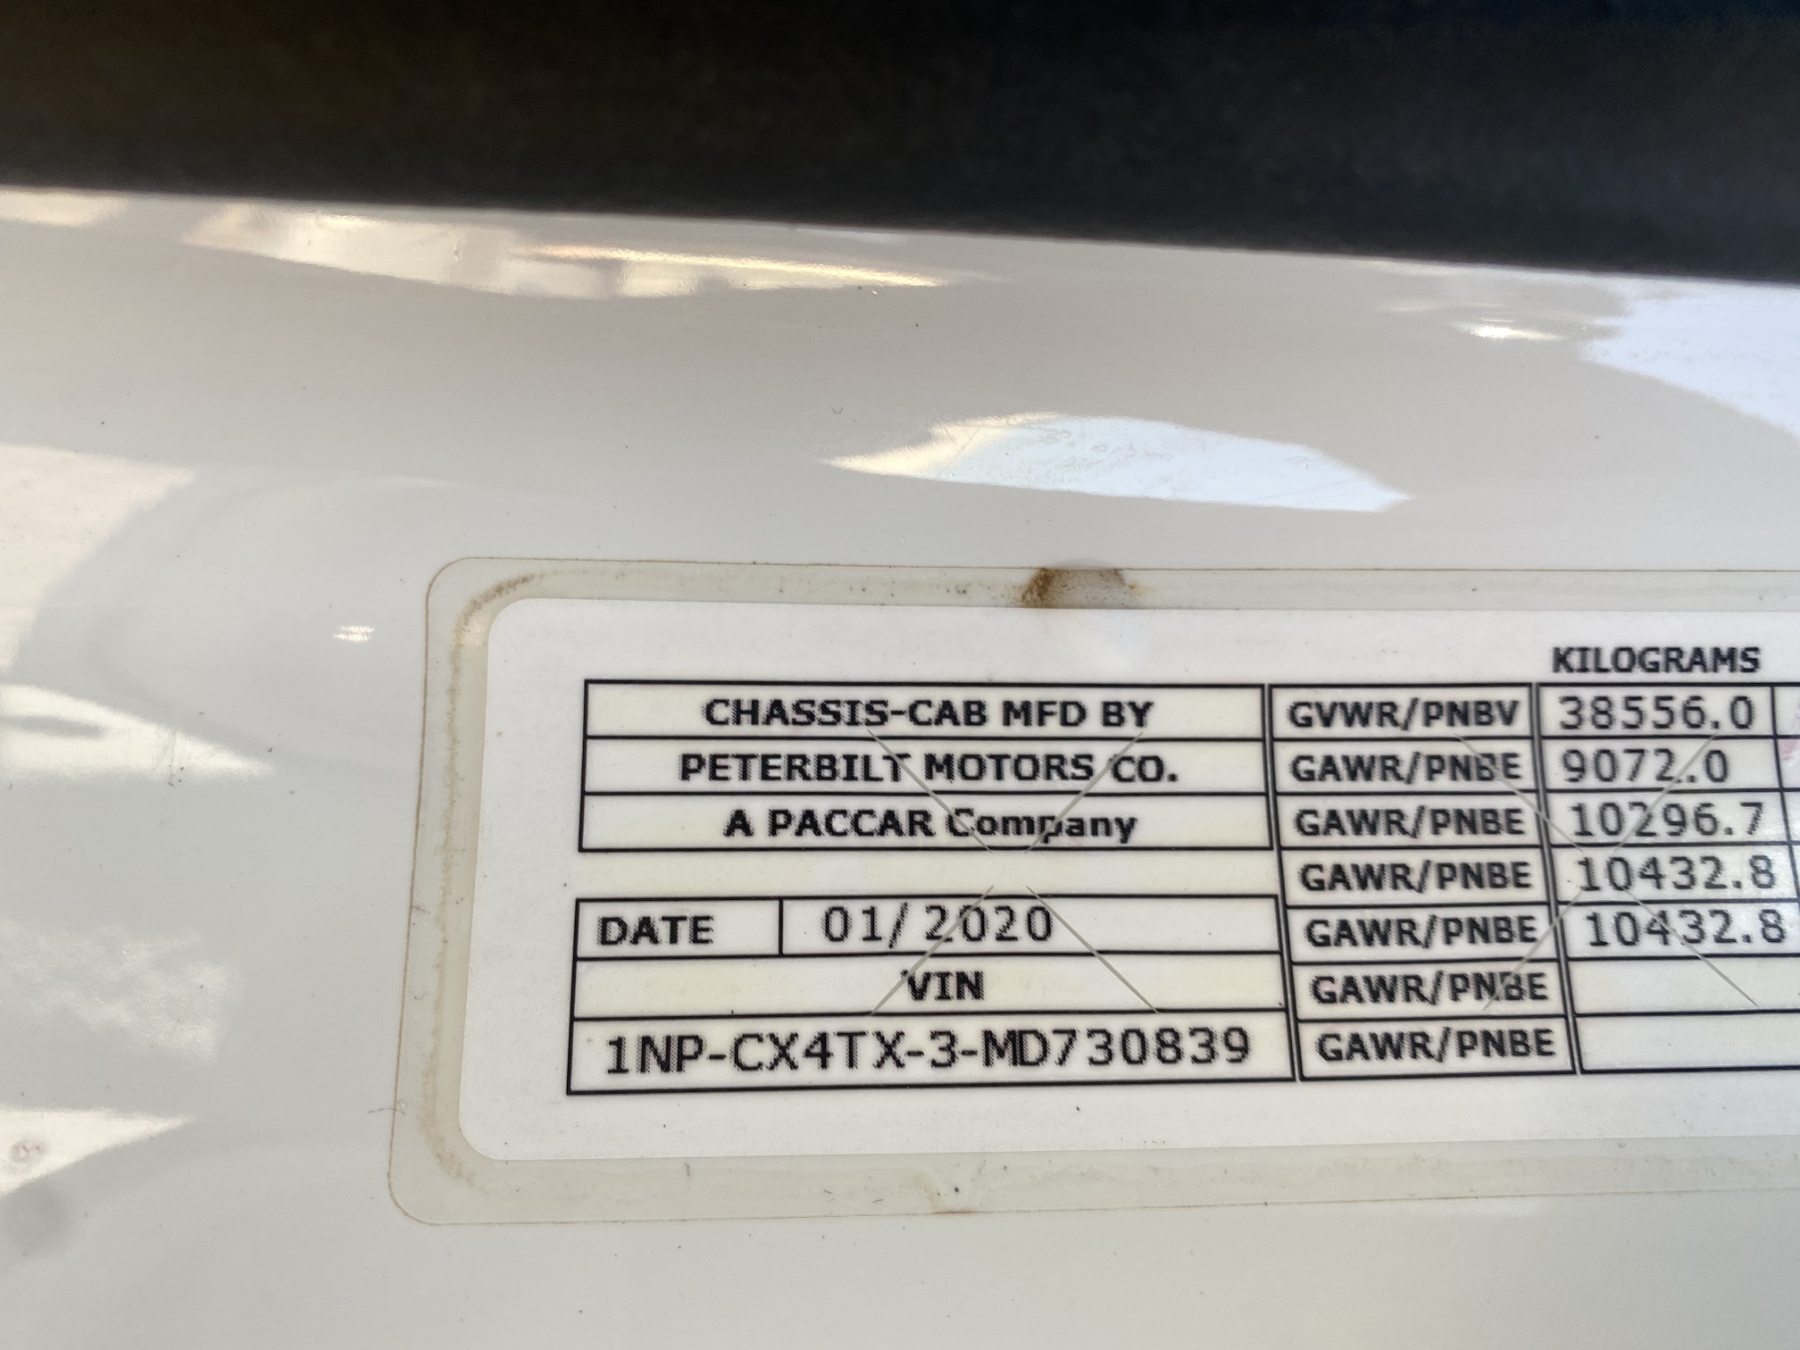 KILOGRAMS
CHASSIS-CAB MFD BY GVWR/PNBV 38556.0
PETERBILT MOTORS CO. GAWR/PNBE 9072.0
A PACCAR Company GAWR/PNBE 10296.7
GAWR/PNBE 10432.8
DATE 01/2020 GAWR/PNBE 10432.8
VIN GAWR/PNBE
1NP-CX4TX-3-MD730839 GAWR/PNBE